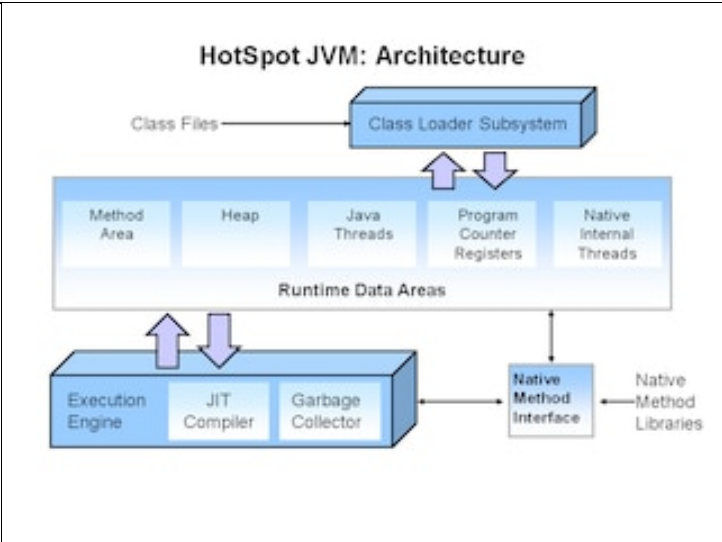 HotSpot JVM: Architecture
Class Files
Class Loader Subsystem
Method
Area
Heap
Java
Threads
Program
Counter
Registers
Native
Internal
Threads
Runtime Data Areas
Execution
Engine
JIT
Compiler
Garbage
Collector
Native
Method
Interface
Native
Method
Libraries